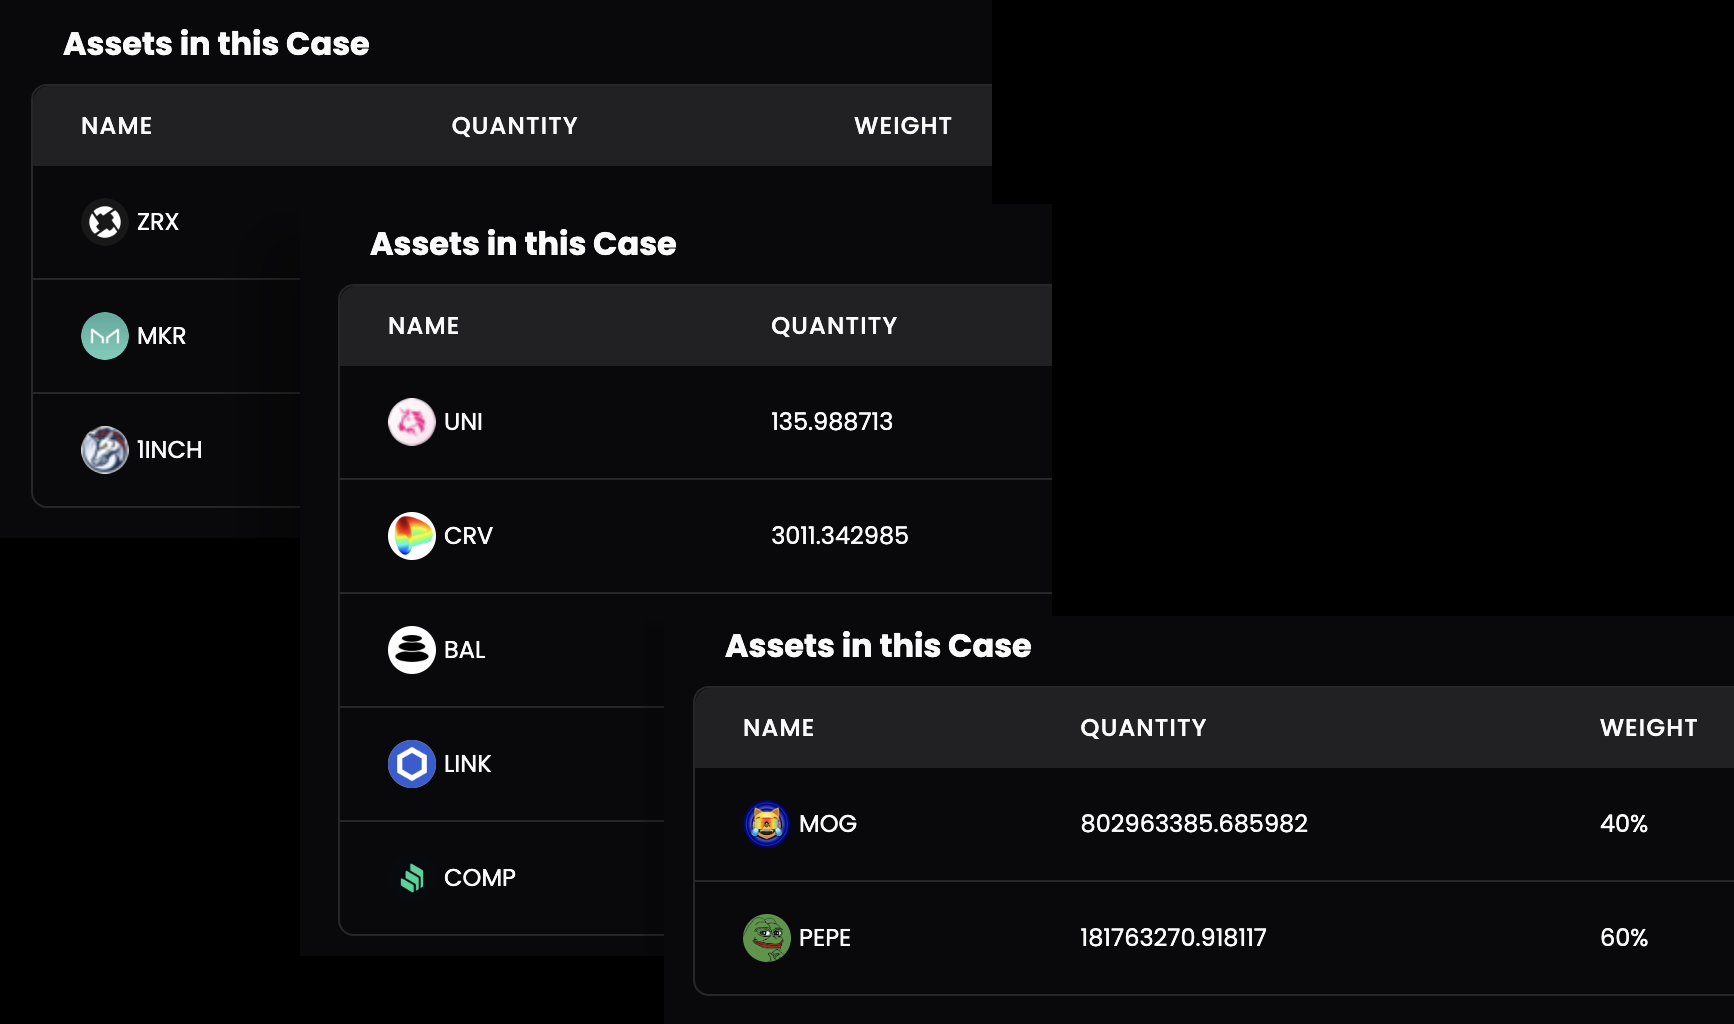 Assets in this Case
NAME QUANTITY WEIGHT
ZRX
MKR
1INCH
Assets in this Case
NAME QUANTITY
UNI 135.988713
CRV 3011.342985
BAL
LINK
COMP
Assets in this Case
NAME QUANTITY WEIGHT
MOG 802963385.685982 40%
PEPE 181763270.918117 60%